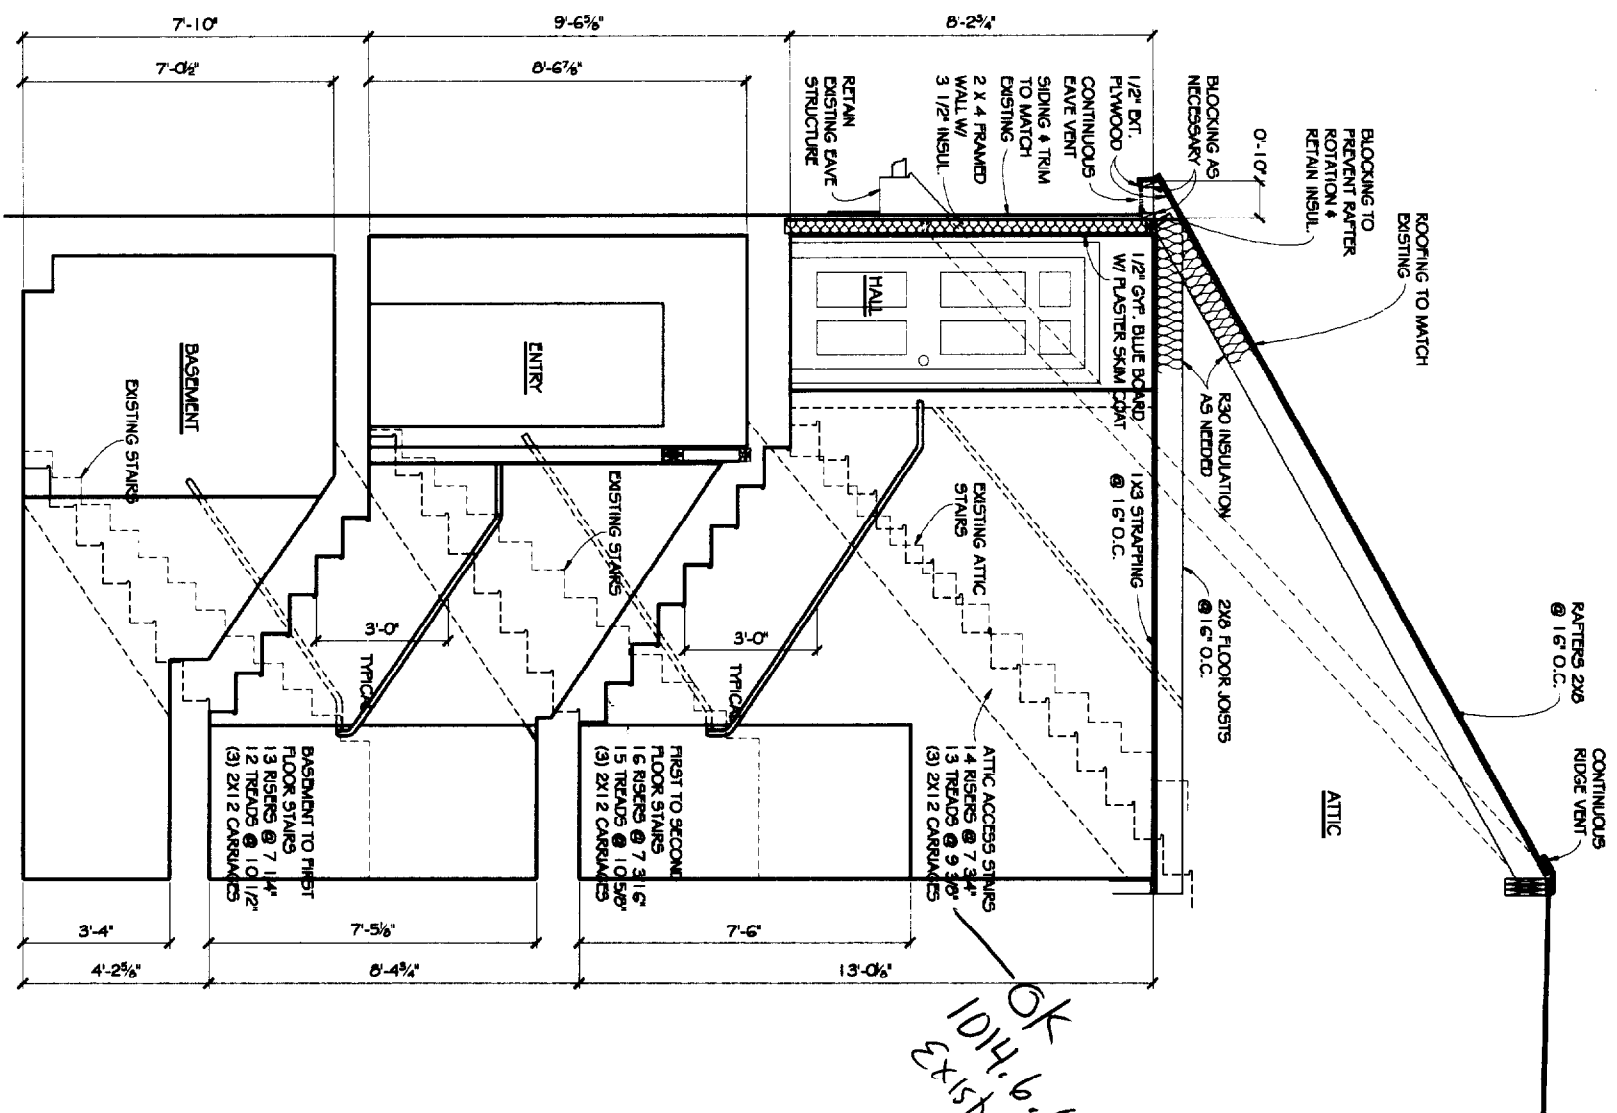 7'-10"
9'-6⅝"
8'-2¾"
7'-0½"
8'-6⅞"
RETAIN
EXISTING EAVE
STRUCTURE
2 X 4 FRAMED
WALL W/
3 1/2" INSUL.
SIDING & TRIM
TO MATCH
EXISTING
CONTINUOUS
EAVE VENT
1/2" EXT.
PLYWOOD
BLOCKING AS
NECESSARY
0'-10"
BLOCKING TO
PREVENT RAFTER
ROTATION &
RETAIN INSUL.
ROOFING TO MATCH
EXISTING
1/2" GYP. BLUE BOARD
W/ PLASTER SKIM COAT
HALL
ENTRY
BASEMENT
EXISTING STAIRS
EXISTING STAIRS
EXISTING ATTIC
STAIRS
R30 INSULATION
AS NEEDED
1X3 STRAPPING
@ 16" O.C.
2X8 FLOOR JOISTS
@ 16" O.C.
RAFTERS 2X8
@ 16" O.C.
CONTINUOUS
RIDGE VENT
ATTIC
3'-0"
TYPICAL
3'-0"
TYPICAL
BASEMENT TO FIRST
FLOOR STAIRS
13 RISERS @ 7 1/4"
12 TREADS @ 10 1/2"
(3) 2X12 CARRIAGES
FIRST TO SECOND
FLOOR STAIRS
16 RISERS @ 7 3/16"
15 TREADS @ 10 5/8"
(3) 2X12 CARRIAGES
ATTIC ACCESS STAIRS
14 RISERS @ 7 3/4"
13 TREADS @ 9 3/8"
(3) 2X12 CARRIAGES
3'-4"
7'-5⅛"
7'-6"
4'-2⅝"
8'-4¾"
13'-0⅛"
OK
1014.6.
Exist